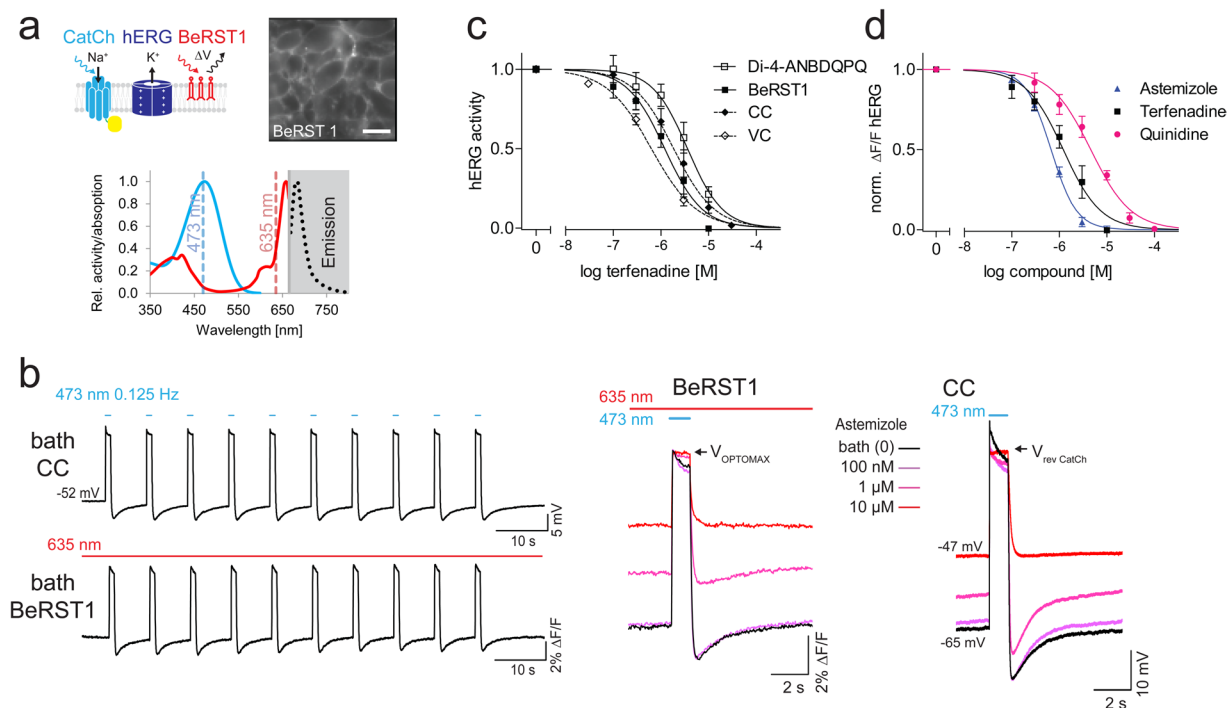 a
CatCh hERG BeRST1
Na⁺
K⁺
ΔV
BeRST 1
Rel. activity/absoption
1.0
0.8
0.6
0.4
0.2
0.0
473 nm
635 nm
Emission
350 450 550 650 750
Wavelength [nm]
c
hERG activity
1.0
0.5
0.0
0 -8 -7 -6 -5 -4
log terfenadine [M]
Di-4-ANBDQPQ
BeRST1
CC
VC
d
norm. ΔF/F hERG
1.0
0.5
0.0
0 -8 -7 -6 -5 -4
log compound [M]
Astemizole
Terfenadine
Quinidine
b
473 nm 0.125 Hz
bath
CC
-52 mV
5 mV
10 s
635 nm
bath
BeRST1
2% ΔF/F
10 s
BeRST1
635 nm
473 nm
V OPTOMAX
2% ΔF/F
2 s
Astemizole
bath (0)
100 nM
1 µM
10 µM
CC
473 nm
V rev CatCh
-47 mV
-65 mV
10 mV
2 s